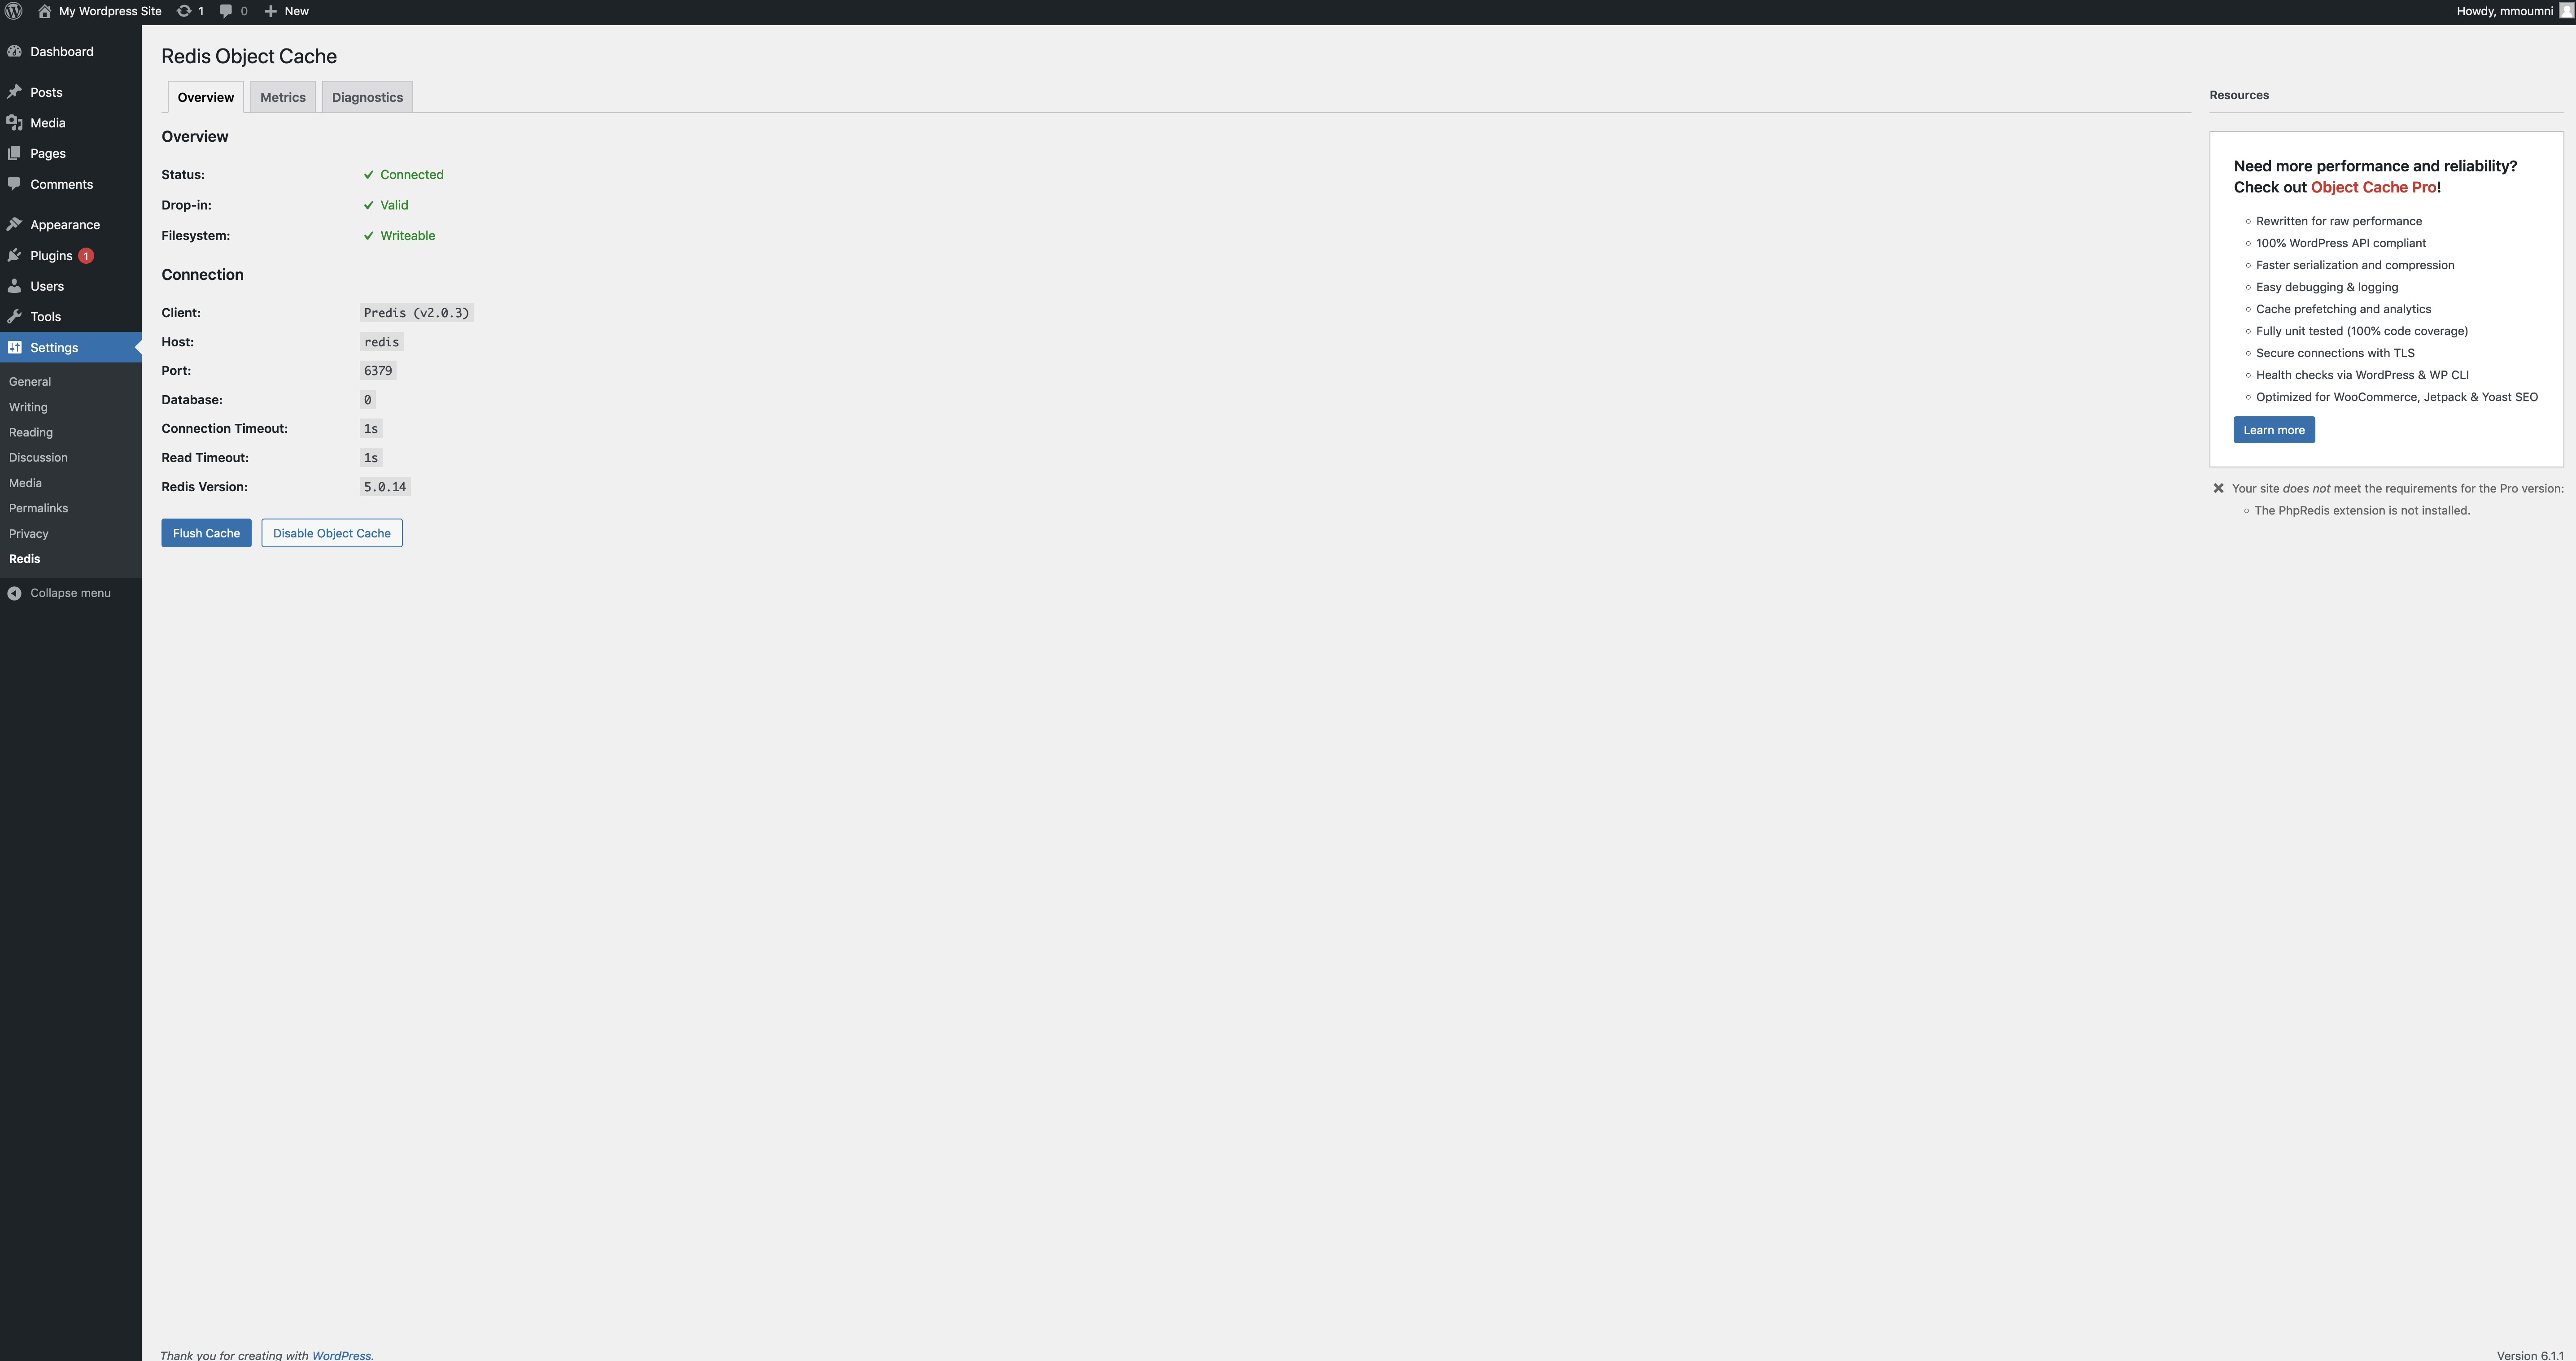 My Wordpress Site 1 0 New Howdy, mmoumni
Dashboard
Posts
Media
Pages
Comments
Appearance
Plugins 1
Users
Tools
Settings
General
Writing
Reading
Discussion
Media
Permalinks
Privacy
Redis
Collapse menu
Redis Object Cache
Overview Metrics Diagnostics
Overview
Status: Connected
Drop-in: Valid
Filesystem: Writeable
Connection
Client: Predis (v2.0.3)
Host: redis
Port: 6379
Database: 0
Connection Timeout: 1s
Read Timeout: 1s
Redis Version: 5.0.14
Flush Cache Disable Object Cache
Resources
Need more performance and reliability?
Check out Object Cache Pro!
Rewritten for raw performance
100% WordPress API compliant
Faster serialization and compression
Easy debugging & logging
Cache prefetching and analytics
Fully unit tested (100% code coverage)
Secure connections with TLS
Health checks via WordPress & WP CLI
Optimized for WooCommerce, Jetpack & Yoast SEO
Learn more
Your site does not meet the requirements for the Pro version:
The PhpRedis extension is not installed.
Thank you for creating with WordPress. Version 6.1.1